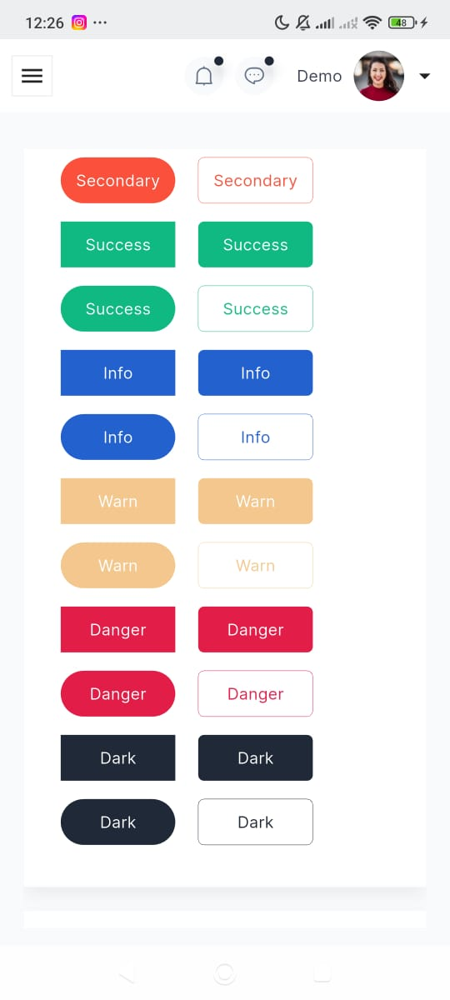 12:26 ...
48
Demo
Secondary Secondary
Success Success
Success Success
Info Info
Info Info
Warn Warn
Warn Warn
Danger Danger
Danger Danger
Dark Dark
Dark Dark